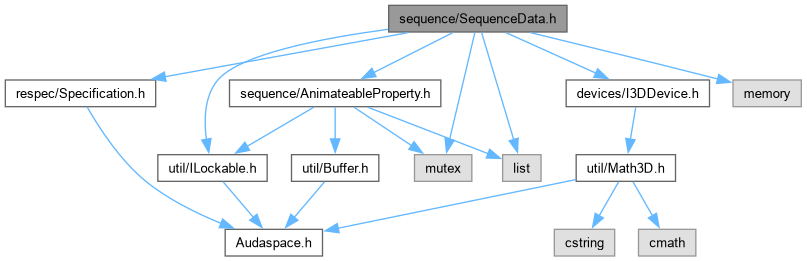 sequence/SequenceData.h
respec/Specification.h
sequence/AnimateableProperty.h
devices/I3DDevice.h
memory
util/ILockable.h
util/Buffer.h
mutex
list
util/Math3D.h
Audaspace.h
cstring
cmath